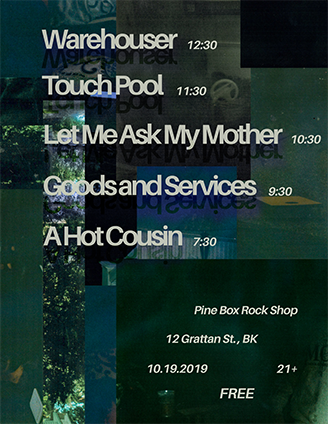 Warehouser 12:30
Touch Pool 11:30
Let Me Ask My Mother 10:30
Goods and Services 9:30
A Hot Cousin 7:30
Pine Box Rock Shop
12 Grattan St., BK
10.19.2019 21+
FREE